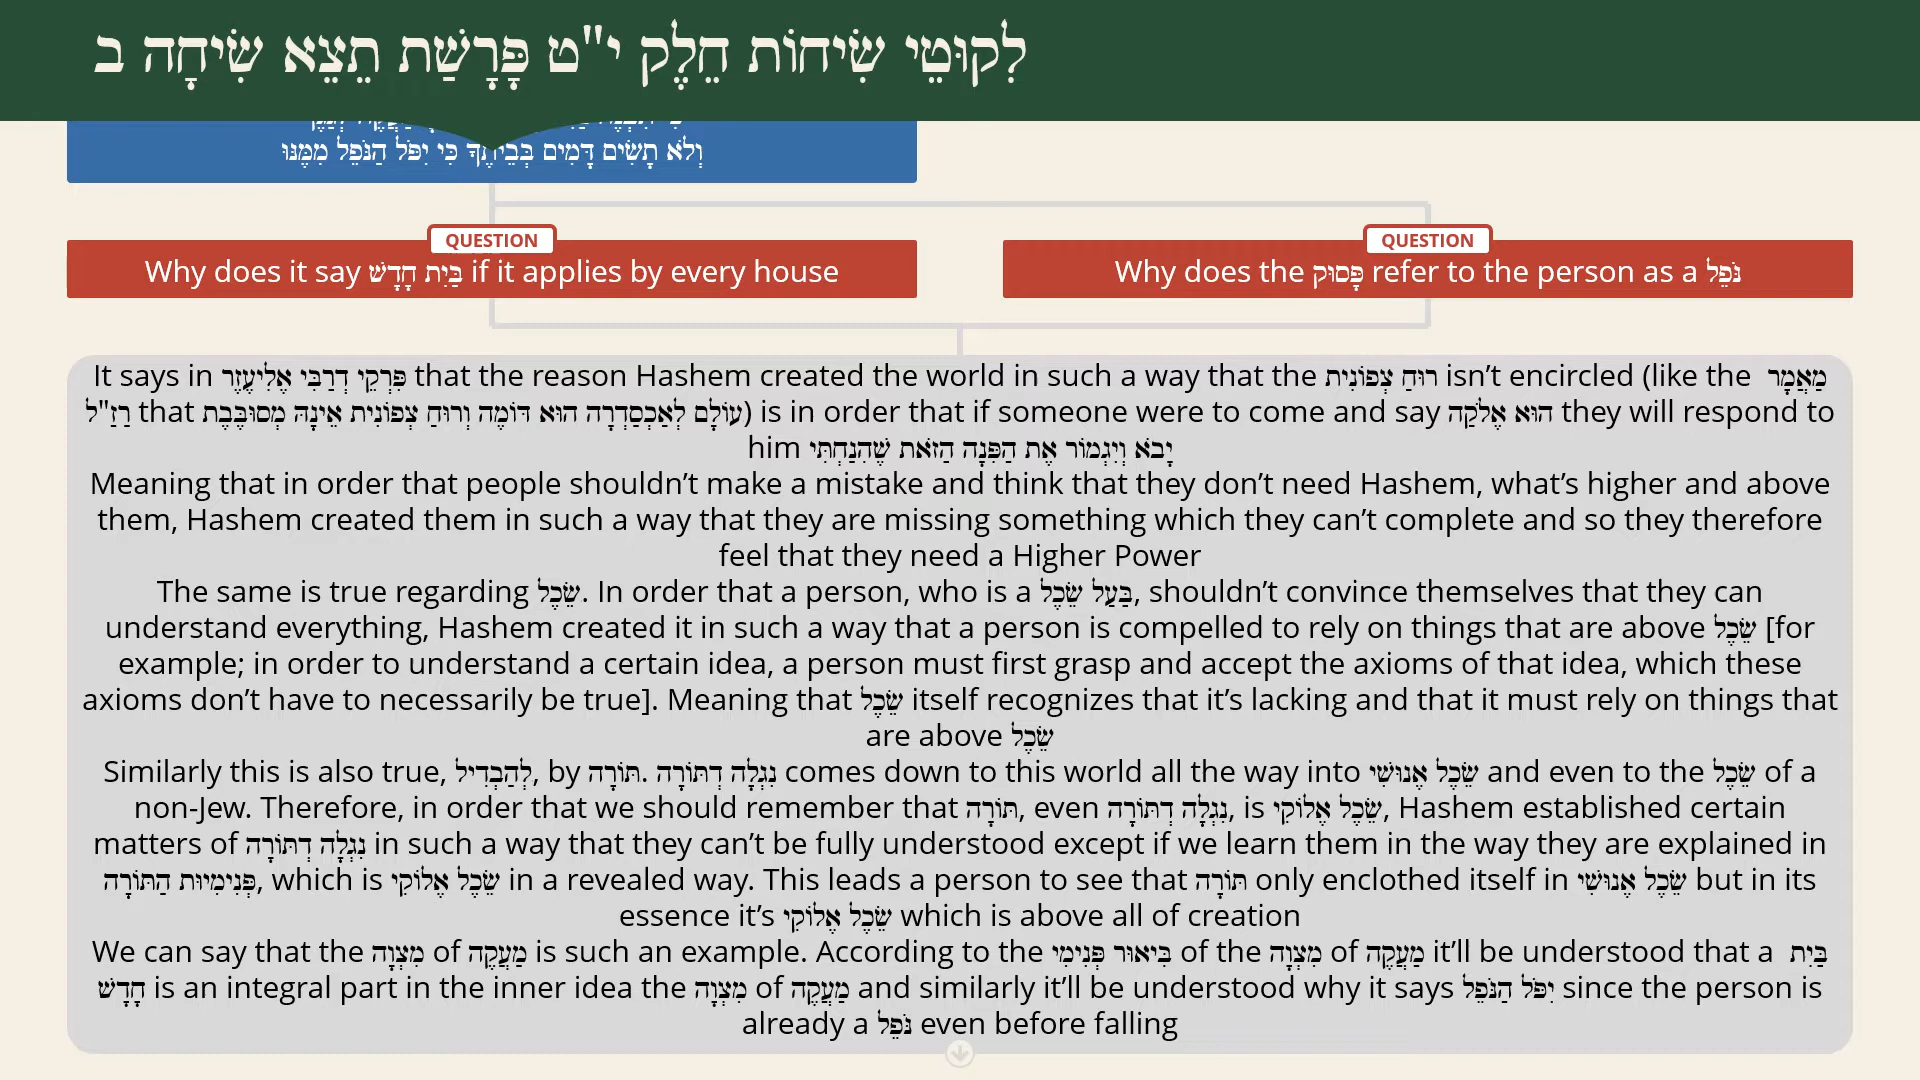 לִקּוּטֵי שִׂיחוֹת חֵלֶק י"ט פָּרָשַׁת תֵצֵא שִׂיחָה ב
וְלֹא תָשִׂים דָּמִים בְּבֵיתֶךָ כִּי יִפֹּל הַנֹּפֵל מִמֶּנּוּ
QUESTION
Why does it say בַּיִת חָדָשׁ if it applies by every house
QUESTION
Why does the פָּסוּק refer to the person as a נֹפֵל
It says in פִּרְקֵי דְרַבִּי אֶלִיעֶזֶר that the reason Hashem created the world in such a way that the רוּחַ צְפוֹנִית isn’t encircled (like the מַאֲמָר
רַזַ"ל that עוֹלָם לְאַכְסַדְרָה הוּא דּוֹמֶה וְרוּחַ צְפוֹנִית אֵינָהּ מְסוּבֶּבֶת) is in order that if someone were to come and say הוּא אֱלֹקַה they will respond to
him יָבֹא וְיִגְמוֹר אֶת הַפִּנָה הַזֹאת שֶׁהִנַחְתִּי
Meaning that in order that people shouldn’t make a mistake and think that they don’t need Hashem, what’s higher and above
them, Hashem created them in such a way that they are missing something which they can’t complete and so they therefore
feel that they need a Higher Power
The same is true regarding שֵׂכֶל. In order that a person, who is a בַּעַל שֵׂכֶל, shouldn’t convince themselves that they can
understand everything, Hashem created it in such a way that a person is compelled to rely on things that are above שֵׂכֶל [for
example; in order to understand a certain idea, a person must first grasp and accept the axioms of that idea, which these
axioms don’t have to necessarily be true]. Meaning that שֵׂכֶל itself recognizes that it’s lacking and that it must rely on things that
are above שֵׂכֶל
Similarly this is also true, לְהַבְדִיל, by תּוֹרָה. נִגְלָה דְתּוֹרָה comes down to this world all the way into שֵׂכֶל אֶנוּשִׁי and even to the שֵׂכֶל of a
non-Jew. Therefore, in order that we should remember that תּוֹרָה, even נִגְלָה דְתּוֹרָה, is שֵׂכֶל אֶלוֹקִי, Hashem established certain
matters of נִגְלָה דְתּוֹרָה in such a way that they can’t be fully understood except if we learn them in the way they are explained in
פְּנִימִיוּת הַתּוֹרָה, which is שֵׂכֶל אֶלוֹקִי in a revealed way. This leads a person to see that תּוֹרָה only enclothed itself in שֵׂכֶל אֶנוּשִׁי but in its
essence it’s שֵׂכֶל אֶלוֹקִי which is above all of creation
We can say that the מִצְוָה of מַעֲקֶה is such an example. According to the בִּיאוּר פְּנִימִי of the מִצְוָה of מַעֲקֶה it’ll be understood that a בַּיִת
חָדָשׁ is an integral part in the inner idea the מִצְוָה of מַעֲקֶה and similarly it’ll be understood why it says יִפֹּל הַנֹּפֵל since the person is
already a נֹפֵל even before falling